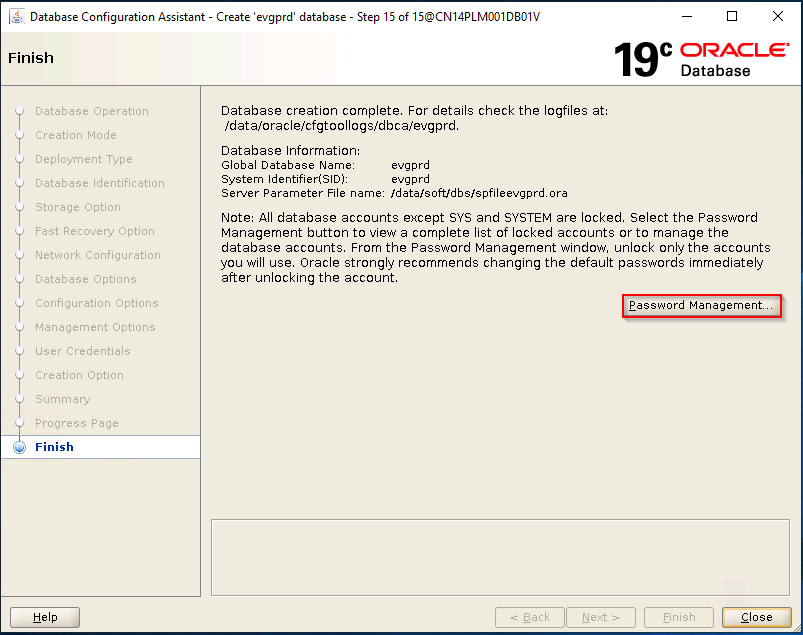 Database Configuration Assistant - Create 'evgprd' database - Step 15 of 15@CN14PLM001DB01V
Finish
19c ORACLE
Database
Database Operation
Creation Mode
Deployment Type
Database Identification
Storage Option
Fast Recovery Option
Network Configuration
Database Options
Configuration Options
Management Options
User Credentials
Creation Option
Summary
Progress Page
Finish
Database creation complete. For details check the logfiles at:
/data/oracle/cfgtoollogs/dbca/evgprd.
Database Information:
Global Database Name: evgprd
System Identifier(SID): evgprd
Server Parameter File name: /data/soft/dbs/spfileevgprd.ora
Note: All database accounts except SYS and SYSTEM are locked. Select the Password
Management button to view a complete list of locked accounts or to manage the
database accounts. From the Password Management window, unlock only the accounts
you will use. Oracle strongly recommends changing the default passwords immediately
after unlocking the account.
Password Management...
Help
< Back
Next >
Finish
Close